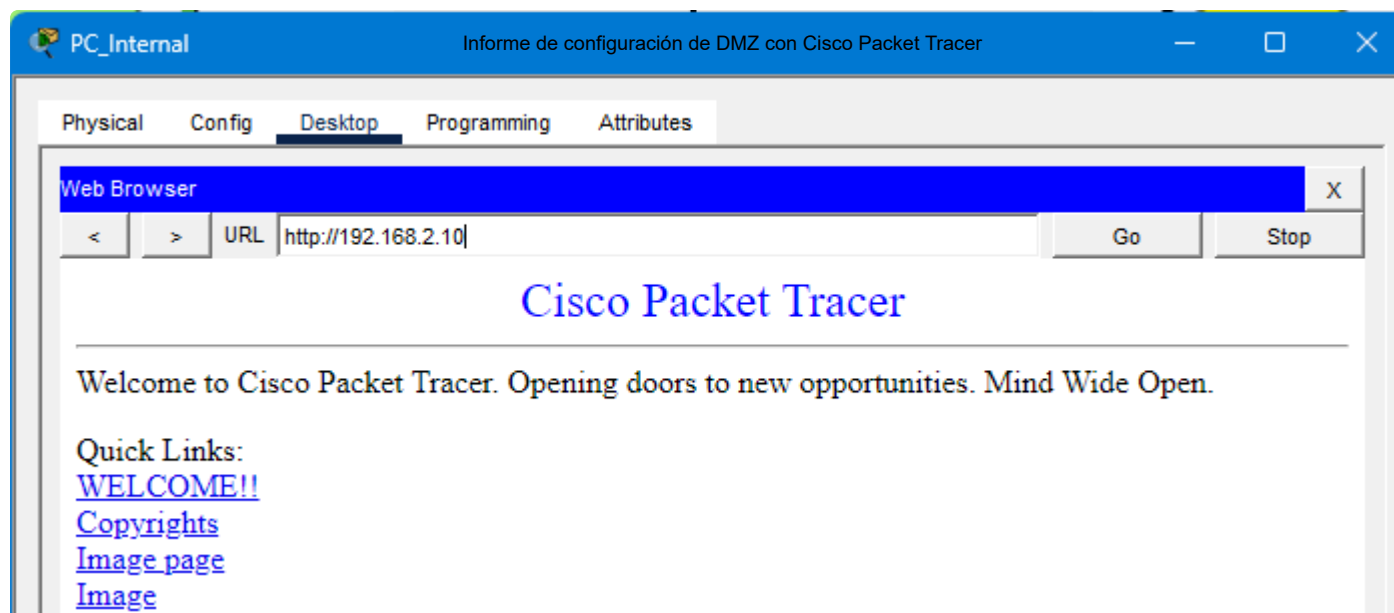 PC_Internal Informe de configuración de DMZ con Cisco Packet Tracer
Physical Config Desktop Programming Attributes
Web Browser X
< > URL http://192.168.2.10 Go Stop
Cisco Packet Tracer
Welcome to Cisco Packet Tracer. Opening doors to new opportunities. Mind Wide Open.
Quick Links:
WELCOME!!
Copyrights
Image page
Image